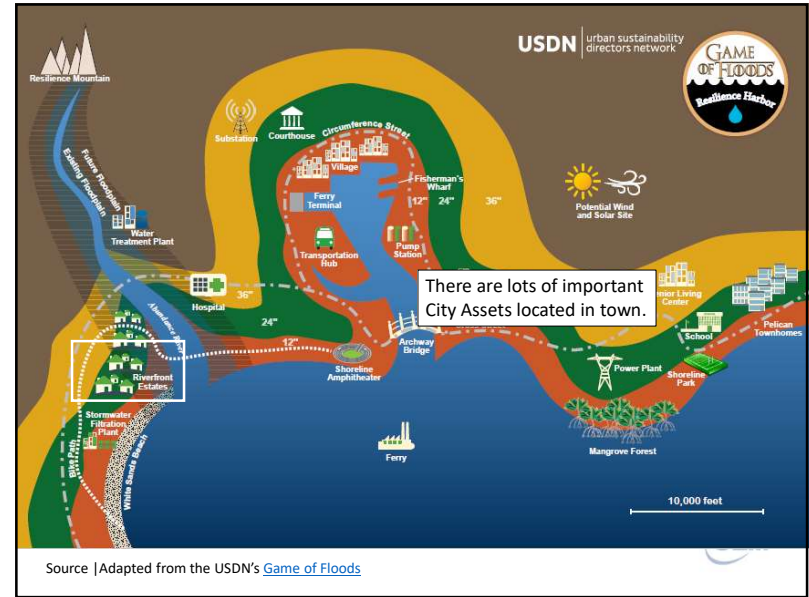 USDN urban sustainability
directors network
GAME
OF FLOODS
Resilience Harbor
Resilience Mountain
Future Floodplain
Existing Floodplain
Substation
Courthouse
Circumference Street
Village
Fisherman's
Wharf
Ferry
Terminal
12" 24" 36"
Potential Wind
and Solar Site
Water
Treatment Plant
Transportation
Hub
Pump
Station
Hospital
36"
24"
12"
There are lots of important
City Assets located in town.
Senior Living
Center
Abundance River
Archway
Bridge
School
Pelican
Townhomes
Riverfront
Estates
Shoreline
Amphitheater
Power Plant
Shoreline
Park
Stormwater
Filtration
Plant
Bike Path
White Sands Beach
Ferry
Mangrove Forest
10,000 feet
Source |Adapted from the USDN's Game of Floods